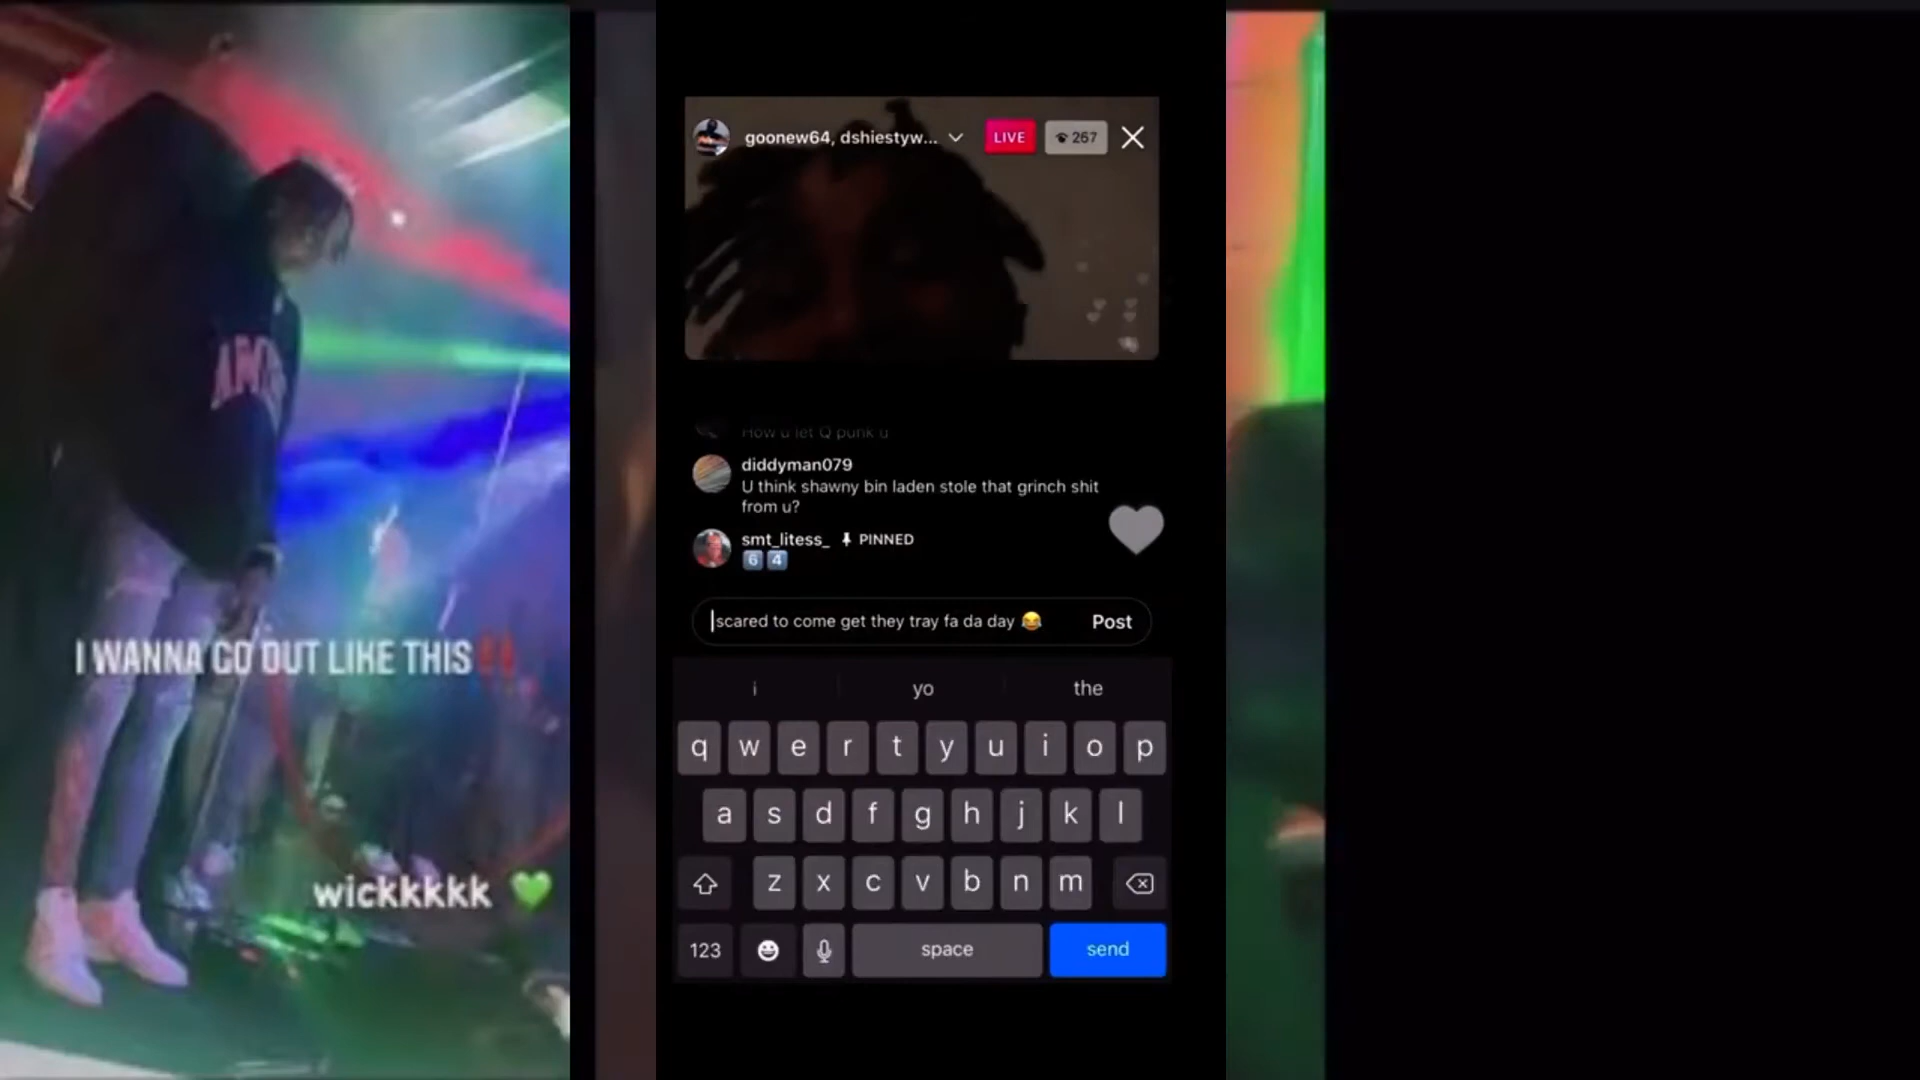 I WANNA GO OUT LIKE THIS‼️
wickkkkk 💚
goonew64, dshiestyw...
LIVE
267
How u let Q punk u
diddyman079
U think shawny bin laden stole that grinch shit
from u?
smt_litess_ PINNED
6️⃣4️⃣
scared to come get they tray fa da day 😂
Post
i yo the
q w e r t y u i o p
a s d f g h j k l
z x c v b n m
123 space send